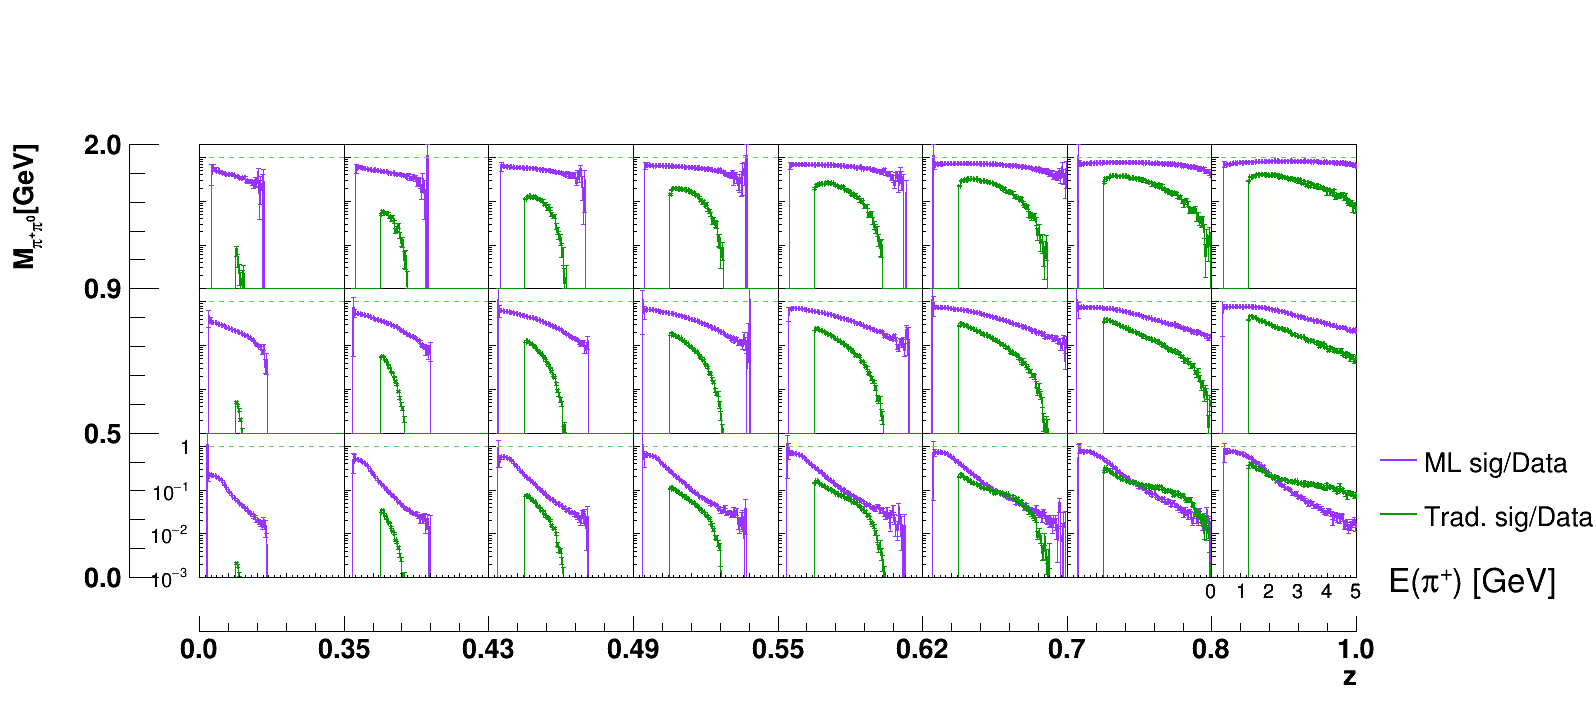 M π⁺π⁰ [GeV]
2.0
0.9
0.5
0.0
1
10⁻¹
10⁻²
10⁻³
ML sig/Data
Trad. sig/Data
E(π⁺) [GeV]
0 1 2 3 4 5
0.0 0.35 0.43 0.49 0.55 0.62 0.7 0.8 1.0
z